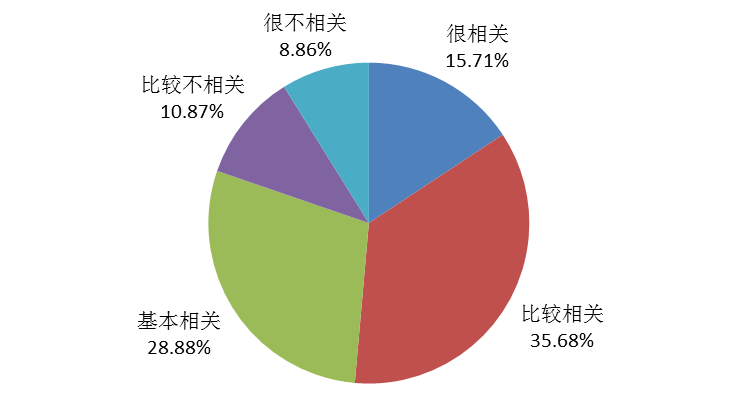 很不相关
8.86%
很相关
15.71%
比较不相关
10.87%
比较相关
35.68%
基本相关
28.88%